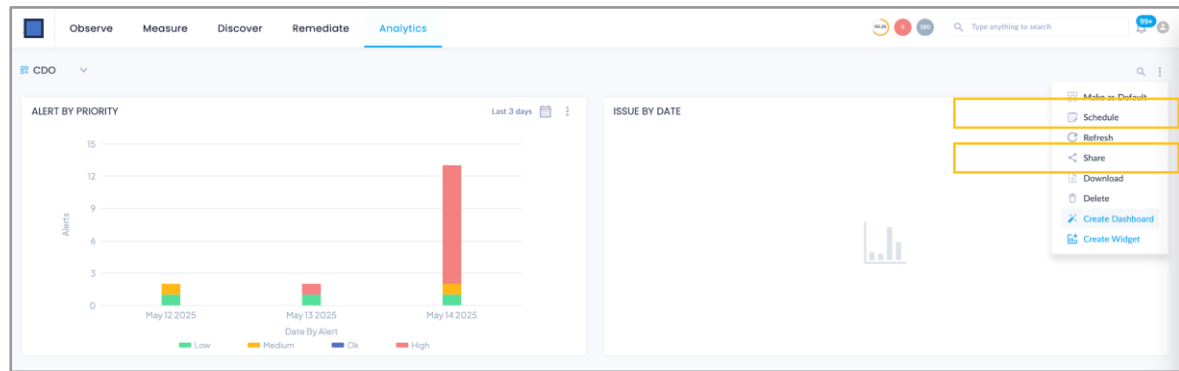 Observe Measure Discover Remediate Analytics Type anything to search 99+
CDO
ALERT BY PRIORITY Last 3 days ISSUE BY DATE
Make as Default
Schedule
Refresh
Share
Download
Delete
Create Dashboard
Create Widget
15
12
9
6
3
0
Alerts
May 12 2025 May 13 2025 May 14 2025
Date By Alert
Low Medium Ok High